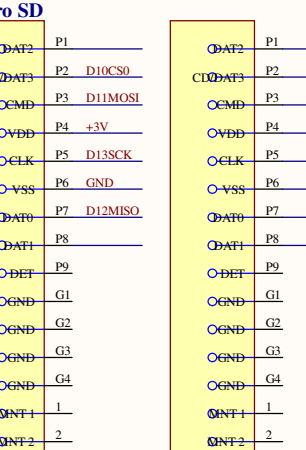 ro SD
DAT2 P1 DAT2 P1
DAT3 P2 D10CS0 CD/DAT3 P2
CMD P3 D11MOSI CMD P3
VDD P4 +3V VDD P4
CLK P5 D13SCK CLK P5
VSS P6 GND VSS P6
DAT0 P7 D12MISO DAT0 P7
DAT1 P8 DAT1 P8
DET P9 DET P9
GND G1 GND G1
GND G2 GND G2
GND G3 GND G3
GND G4 GND G4
MNT 1 1 MNT 1 1
MNT 2 2 MNT 2 2